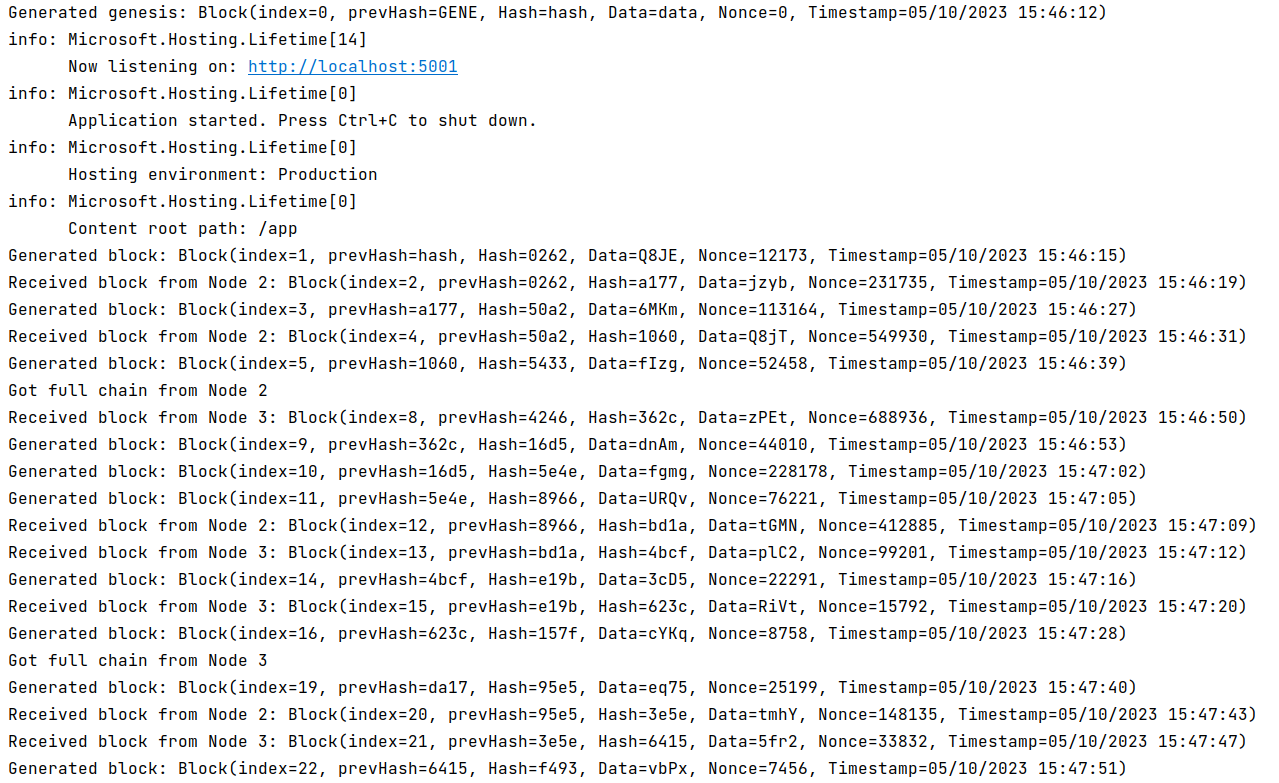 Generated genesis: Block(index=0, prevHash=GENE, Hash=hash, Data=data, Nonce=0, Timestamp=05/10/2023 15:46:12)
info: Microsoft.Hosting.Lifetime[14]
      Now listening on: http://localhost:5001
info: Microsoft.Hosting.Lifetime[0]
      Application started. Press Ctrl+C to shut down.
info: Microsoft.Hosting.Lifetime[0]
      Hosting environment: Production
info: Microsoft.Hosting.Lifetime[0]
      Content root path: /app
Generated block: Block(index=1, prevHash=hash, Hash=0262, Data=Q8JE, Nonce=12173, Timestamp=05/10/2023 15:46:15)
Received block from Node 2: Block(index=2, prevHash=0262, Hash=a177, Data=jzyb, Nonce=231735, Timestamp=05/10/2023 15:46:19)
Generated block: Block(index=3, prevHash=a177, Hash=50a2, Data=6MKm, Nonce=113164, Timestamp=05/10/2023 15:46:27)
Received block from Node 2: Block(index=4, prevHash=50a2, Hash=1060, Data=Q8jT, Nonce=549930, Timestamp=05/10/2023 15:46:31)
Generated block: Block(index=5, prevHash=1060, Hash=5433, Data=fIzg, Nonce=52458, Timestamp=05/10/2023 15:46:39)
Got full chain from Node 2
Received block from Node 3: Block(index=8, prevHash=4246, Hash=362c, Data=zPEt, Nonce=688936, Timestamp=05/10/2023 15:46:50)
Generated block: Block(index=9, prevHash=362c, Hash=16d5, Data=dnAm, Nonce=44010, Timestamp=05/10/2023 15:46:53)
Generated block: Block(index=10, prevHash=16d5, Hash=5e4e, Data=fgmg, Nonce=228178, Timestamp=05/10/2023 15:47:02)
Generated block: Block(index=11, prevHash=5e4e, Hash=8966, Data=URQv, Nonce=76221, Timestamp=05/10/2023 15:47:05)
Received block from Node 2: Block(index=12, prevHash=8966, Hash=bd1a, Data=tGMN, Nonce=412885, Timestamp=05/10/2023 15:47:09)
Received block from Node 3: Block(index=13, prevHash=bd1a, Hash=4bcf, Data=plC2, Nonce=99201, Timestamp=05/10/2023 15:47:12)
Generated block: Block(index=14, prevHash=4bcf, Hash=e19b, Data=3cD5, Nonce=22291, Timestamp=05/10/2023 15:47:16)
Received block from Node 3: Block(index=15, prevHash=e19b, Hash=623c, Data=RiVt, Nonce=15792, Timestamp=05/10/2023 15:47:20)
Generated block: Block(index=16, prevHash=623c, Hash=157f, Data=cYKq, Nonce=8758, Timestamp=05/10/2023 15:47:28)
Got full chain from Node 3
Generated block: Block(index=19, prevHash=da17, Hash=95e5, Data=eq75, Nonce=25199, Timestamp=05/10/2023 15:47:40)
Received block from Node 2: Block(index=20, prevHash=95e5, Hash=3e5e, Data=tmhY, Nonce=148135, Timestamp=05/10/2023 15:47:43)
Received block from Node 3: Block(index=21, prevHash=3e5e, Hash=6415, Data=5fr2, Nonce=33832, Timestamp=05/10/2023 15:47:47)
Generated block: Block(index=22, prevHash=6415, Hash=f493, Data=vbPx, Nonce=7456, Timestamp=05/10/2023 15:47:51)